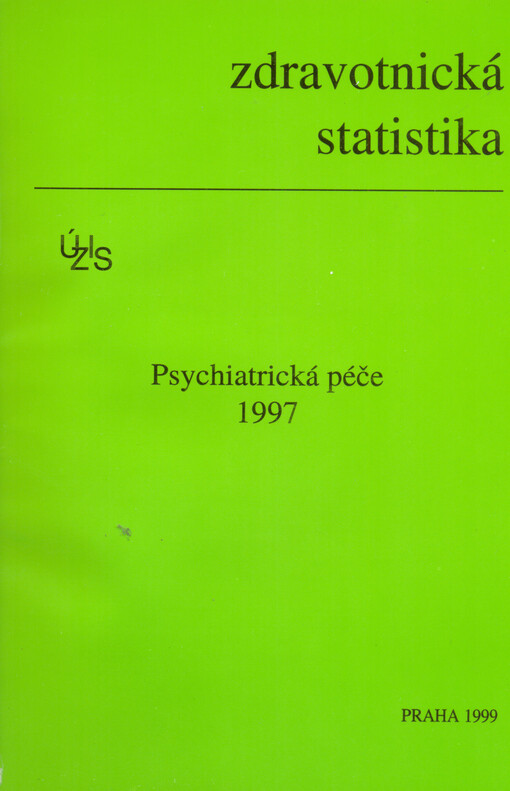 zdravotnická
statistika
ÚZIS
Psychiatrická péče
1997
PRAHA 1999